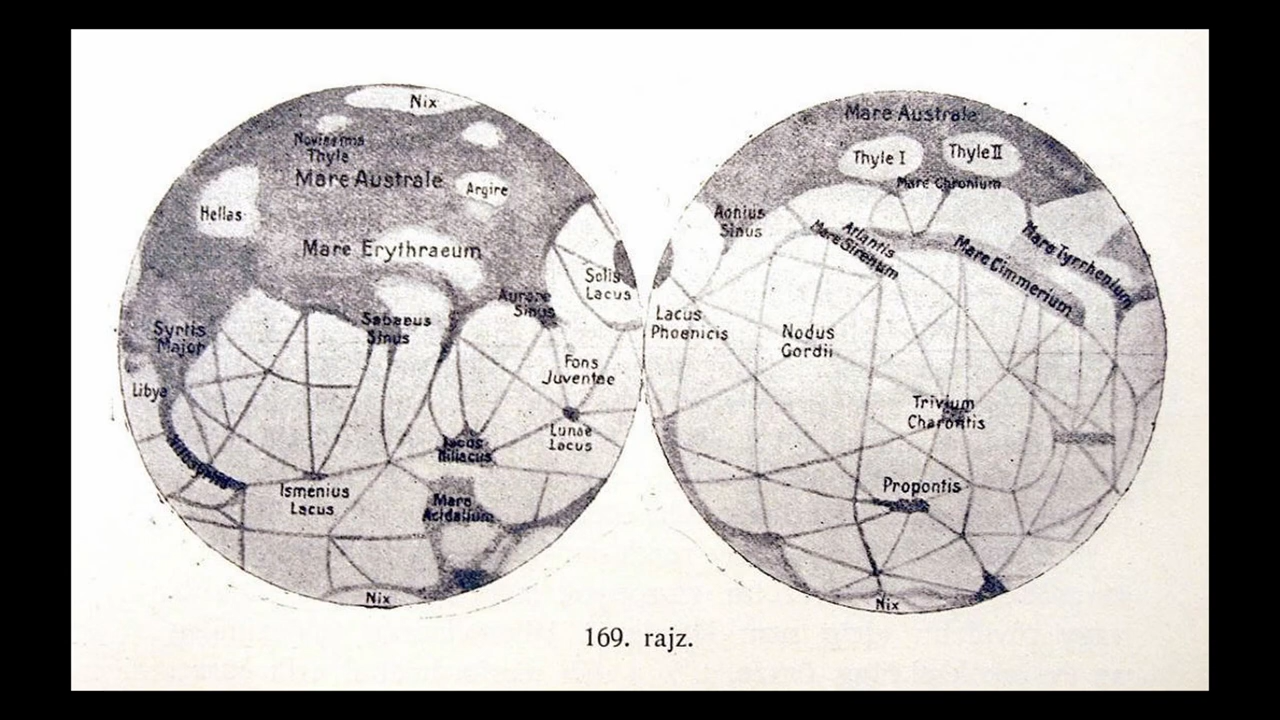 Nix
Novissima
Thyle
Mare Australe
Argire
Hellas
Mare Erythraeum
Solis
Lacus
Aurorae
Sinus
Sabaeus
Sinus
Syrtis
Major
Libya
Fons
Juventae
Lunae
Lacus
Lacus
Niliacus
Ismenius
Lacus
Mare
Acidalium
Nix
Mare Australe
Thyle I
Thyle II
Mare Chronium
Aonius
Sinus
Atlantis
Mare Sirenum
Mare Cimmerium
Mare Tyrrhenium
Lacus
Phoenicis
Nodus
Gordii
Trivium
Charontis
Propontis
Nix
169. rajz.